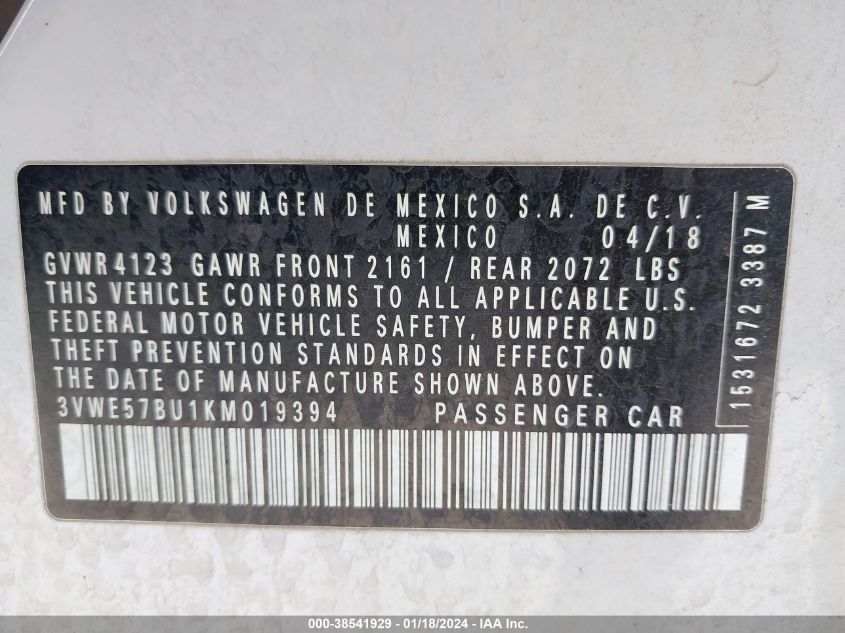 MFD BY VOLKSWAGEN DE MEXICO S.A. DE C.V.
MEXICO 04/18
GVWR 4123 GAWR FRONT 2161 / REAR 2072 LBS
THIS VEHICLE CONFORMS TO ALL APPLICABLE U.S.
FEDERAL MOTOR VEHICLE SAFETY, BUMPER AND
THEFT PREVENTION STANDARDS IN EFFECT ON
THE DATE OF MANUFACTURE SHOWN ABOVE.
3VWE57BU1KM019394 PASSENGER CAR
1531672 3387 M
000-38541929 - 01/18/2024 - IAA, Inc.